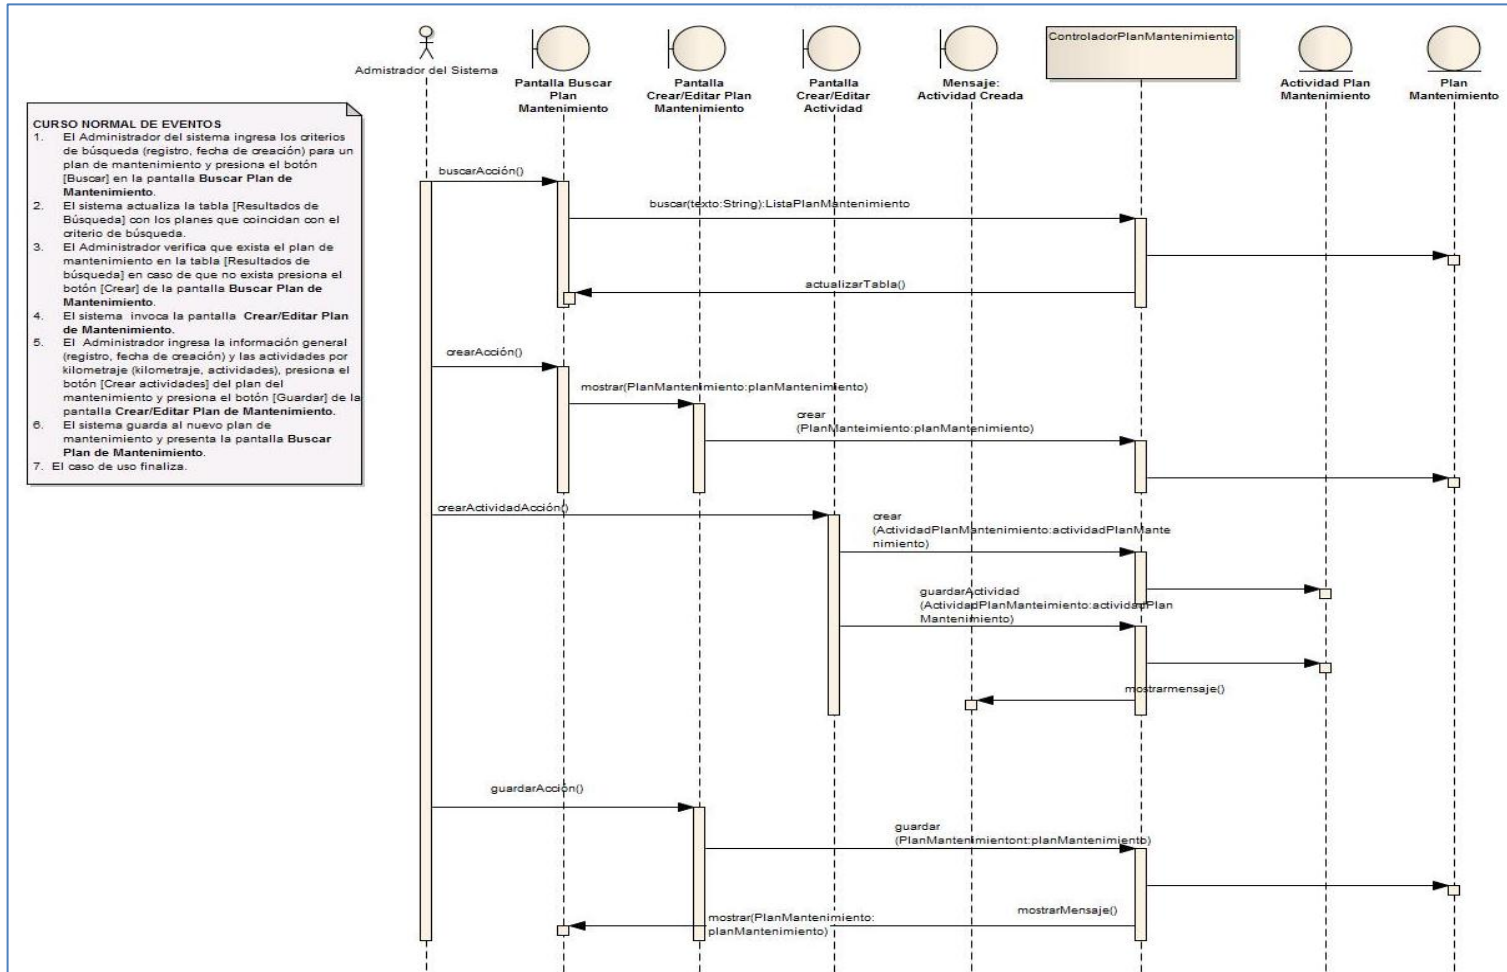 Admistrador del Sistema
Pantalla Buscar
Plan
Mantenimiento
Pantalla
Crear/Editar Plan
Mantenimiento
Pantalla
Crear/Editar
Actividad
Mensaje:
Actividad Creada
ControladorPlanMantenimiento
Actividad Plan
Mantenimiento
Plan
Mantenimiento
CURSO NORMAL DE EVENTOS
1. El Administrador del sistema ingresa los criterios
de búsqueda (registro, fecha de creación) para un
plan de mantenimiento y presiona el botón
[Buscar] en la pantalla Buscar Plan de
Mantenimiento.
2. El sistema actualiza la tabla [Resultados de
Búsqueda] con los planes que coincidan con el
criterio de búsqueda.
3. El Administrador verifica que exista el plan de
mantenimiento en la tabla [Resultados de
búsqueda] en caso de que no exista presiona el
botón [Crear] de la pantalla Buscar Plan de
Mantenimiento.
4. El sistema invoca la pantalla Crear/Editar Plan
de Mantenimiento.
5. El Administrador ingresa la información general
(registro, fecha de creación) y las actividades por
kilometraje (kilometraje, actividades), presiona el
botón [Crear actividades] del plan del
mantenimiento y presiona el botón [Guardar] de la
pantalla Crear/Editar Plan de Mantenimiento.
6. El sistema guarda al nuevo plan de
mantenimiento y presenta la pantalla Buscar
Plan de Mantenimiento.
7. El caso de uso finaliza.
buscarAcción()
buscar(texto:String):ListaPlanMantenimiento
actualizarTabla()
crearAcción()
mostrar(PlanMantenimiento:planMantenimiento)
crear
(PlanManteimiento:planMantenimiento)
crearActividadAcción()
crear
(ActividadPlanMantenimiento:actividadPlanMante
nimiento)
guardarActividad
(ActividadPlanManteimiento:actividadPlan
Mantenimiento)
mostrarmensaje()
guardarAcción()
guardar
(PlanMantenimientont:planMantenimiento)
mostrarMensaje()
mostrar(PlanMantenimiento:
planMantenimiento)